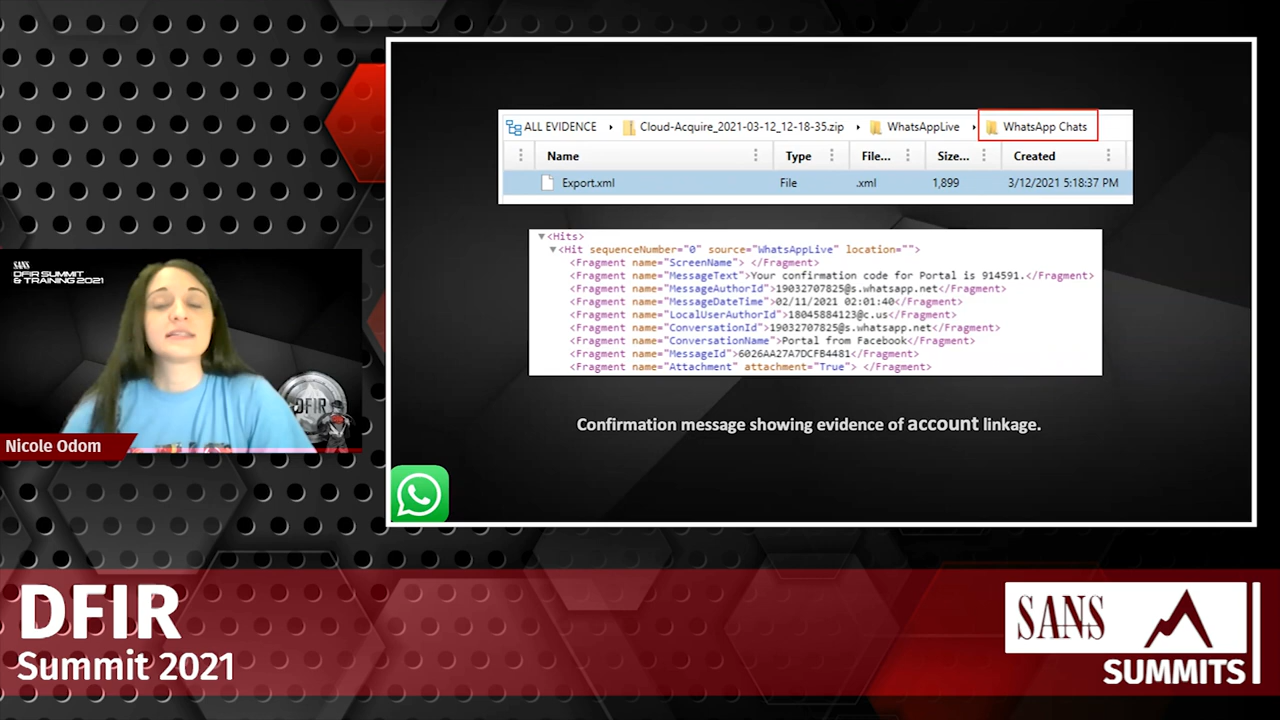 ALL EVIDENCE Cloud-Acquire_2021-03-12_12-18-35.zip WhatsAppLive WhatsApp Chats
Name Type File... Size... Created
Export.xml File .xml 1,899 3/12/2021 5:18:37 PM
<Hits>
<Hit sequenceNumber="0" source="WhatsAppLive" location="">
<Fragment name="ScreenName"> </Fragment>
<Fragment name="MessageText">Your confirmation code for Portal is 914591.</Fragment>
<Fragment name="MessageAuthorId">19032707825@s.whatsapp.net</Fragment>
<Fragment name="MessageDateTime">02/11/2021 02:01:40</Fragment>
<Fragment name="LocalUserAuthorId">18045884123@c.us</Fragment>
<Fragment name="ConversationId">19032707825@s.whatsapp.net</Fragment>
<Fragment name="ConversationName">Portal from Facebook</Fragment>
<Fragment name="MessageId">6026AA27A7DCFB4481</Fragment>
<Fragment name="Attachment" attachment="True"> </Fragment>
Confirmation message showing evidence of account linkage.
SANS
DFIR SUMMIT
& TRAINING 2021
DFIR
Nicole Odom
DFIR
Summit 2021
SANS
SUMMITS